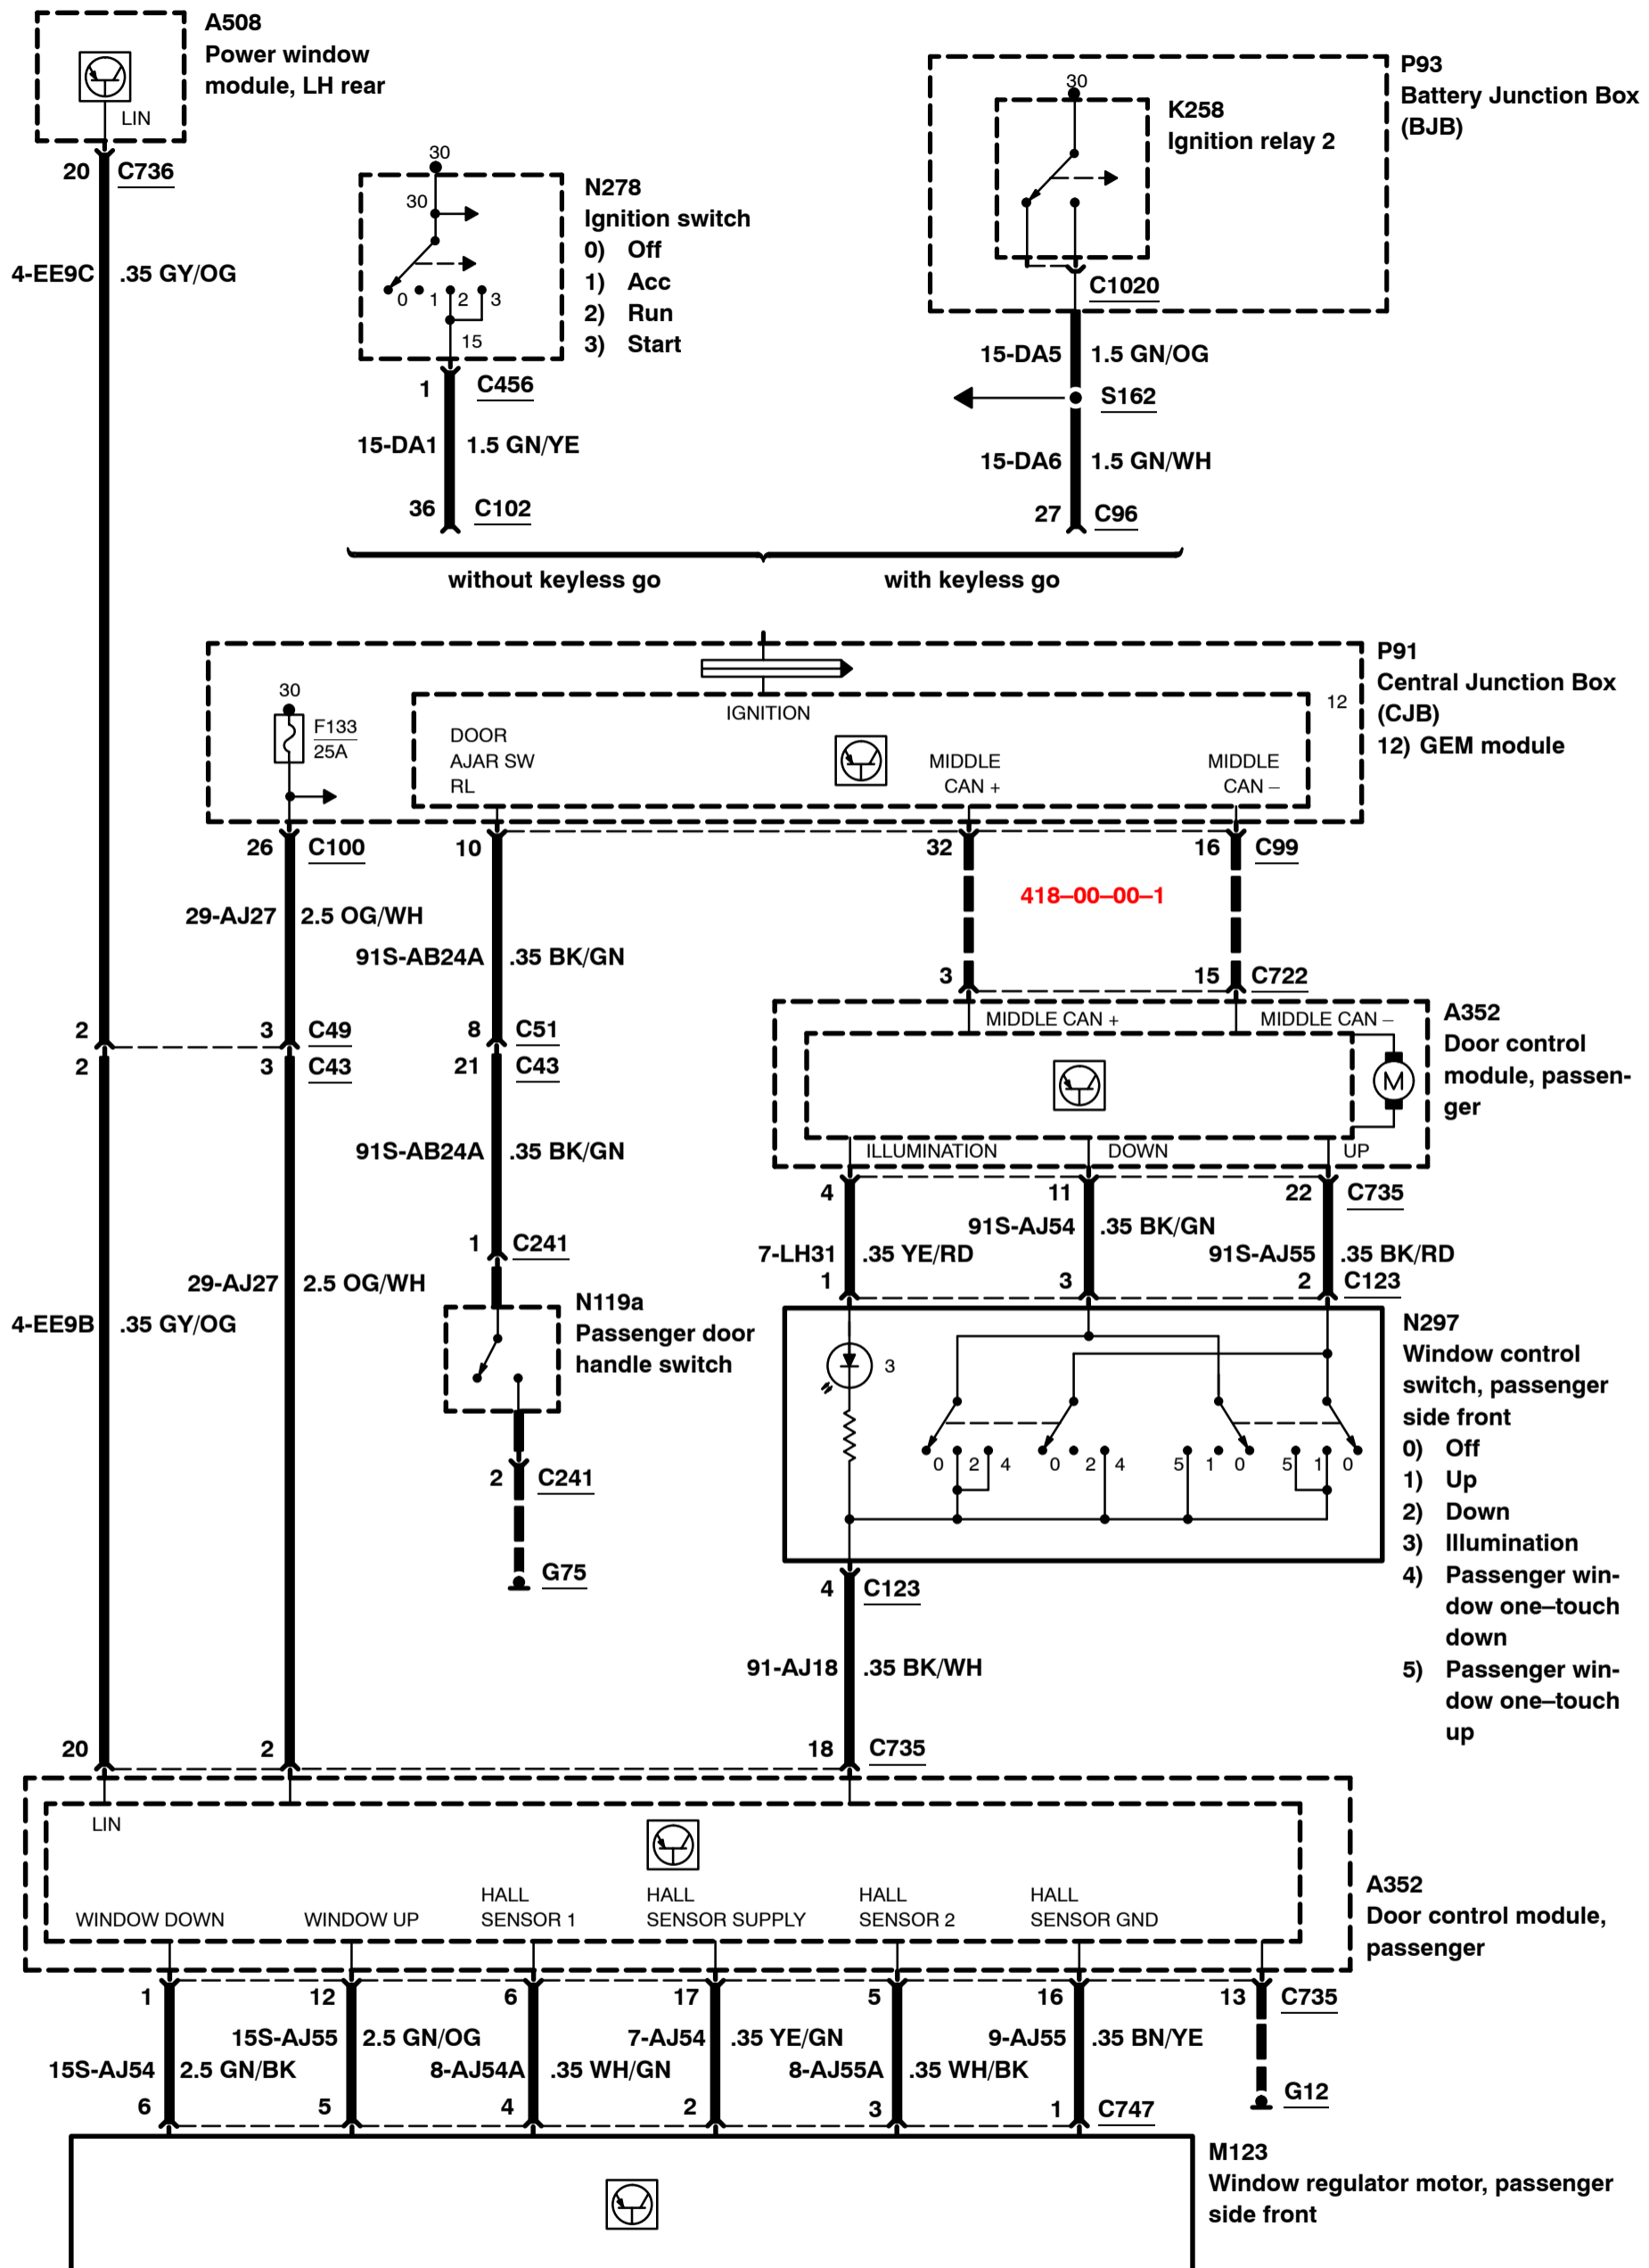 A508
Power window
module, LH rear
LIN
20 C736
4-EE9C .35 GY/OG
30
30
0 1 2 3
15
N278
Ignition switch
0) Off
1) Acc
2) Run
3) Start
1 C456
15-DA1 1.5 GN/YE
36 C102
30
K258
Ignition relay 2
C1020
P93
Battery Junction Box
(BJB)
15-DA5 1.5 GN/OG
S162
15-DA6 1.5 GN/WH
27 C96
without keyless go with keyless go
P91
Central Junction Box
(CJB)
12) GEM module
30
F133
25A
IGNITION
12
DOOR
AJAR SW
RL
MIDDLE
CAN +
MIDDLE
CAN –
26 C100 10 32 16 C99
418–00–00–1
29-AJ27 2.5 OG/WH
91S-AB24A .35 BK/GN
3 15 C722
2 3 C49 8 C51
2 3 C43 21 C43
MIDDLE CAN + MIDDLE CAN –
M
A352
Door control
module, passen-
ger
ILLUMINATION DOWN UP
91S-AB24A .35 BK/GN
4 11 22 C735
91S-AJ54 .35 BK/GN
7-LH31 .35 YE/RD 91S-AJ55 .35 BK/RD
1 3 2 C123
1 C241
29-AJ27 2.5 OG/WH
4-EE9B .35 GY/OG
N119a
Passenger door
handle switch
2 C241
G75
3
0 2 4 0 2 4 5 1 0 5 1 0
N297
Window control
switch, passenger
side front
0) Off
1) Up
2) Down
3) Illumination
4) Passenger win-
dow one–touch
down
5) Passenger win-
dow one–touch
up
4 C123
91-AJ18 .35 BK/WH
20 2 18 C735
LIN
WINDOW DOWN
WINDOW UP
HALL
SENSOR 1
HALL
SENSOR SUPPLY
HALL
SENSOR 2
HALL
SENSOR GND
A352
Door control module,
passenger
1 12 6 17 5 16 13 C735
15S-AJ55 2.5 GN/OG 7-AJ54 .35 YE/GN 9-AJ55 .35 BN/YE
15S-AJ54 2.5 GN/BK 8-AJ54A .35 WH/GN 8-AJ55A .35 WH/BK
G12
6 5 4 2 3 1 C747
M123
Window regulator motor, passenger
side front